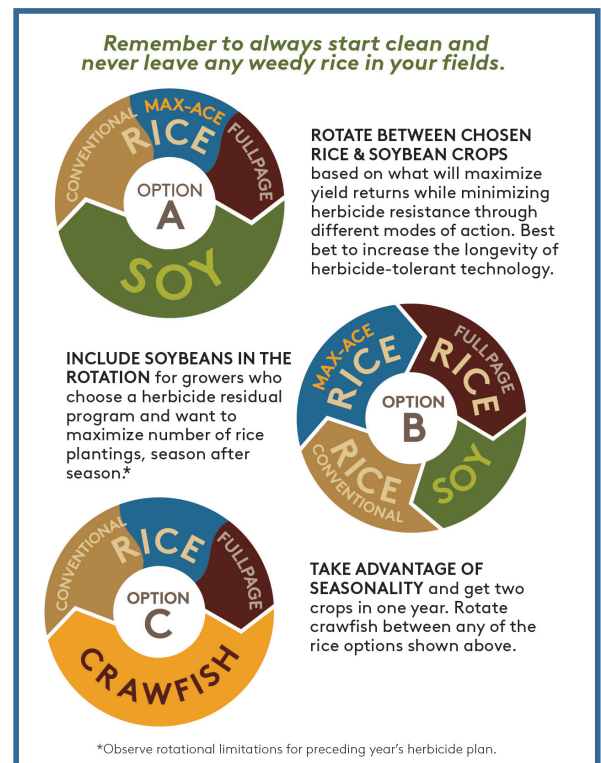 Remember to always start clean and
never leave any weedy rice in your fields.
CONVENTIONAL
MAX-ACE
RICE
FULLPAGE
OPTION
A
SOY
ROTATE BETWEEN CHOSEN
RICE & SOYBEAN CROPS
based on what will maximize
yield returns while minimizing
herbicide resistance through
different modes of action. Best
bet to increase the longevity of
herbicide-tolerant technology.
INCLUDE SOYBEANS IN THE
ROTATION for growers who
choose a herbicide residual
program and want to
maximize number of rice
plantings, season after
season.*
MAX-ACE
RICE
FULLPAGE
RICE
OPTION
B
RICE
CONVENTIONAL
SOY
CONVENTIONAL
RICE
FULLPAGE
OPTION
C
CRAWFISH
TAKE ADVANTAGE OF
SEASONALITY and get two
crops in one year. Rotate
crawfish between any of the
rice options shown above.
*Observe rotational limitations for preceding year's herbicide plan.